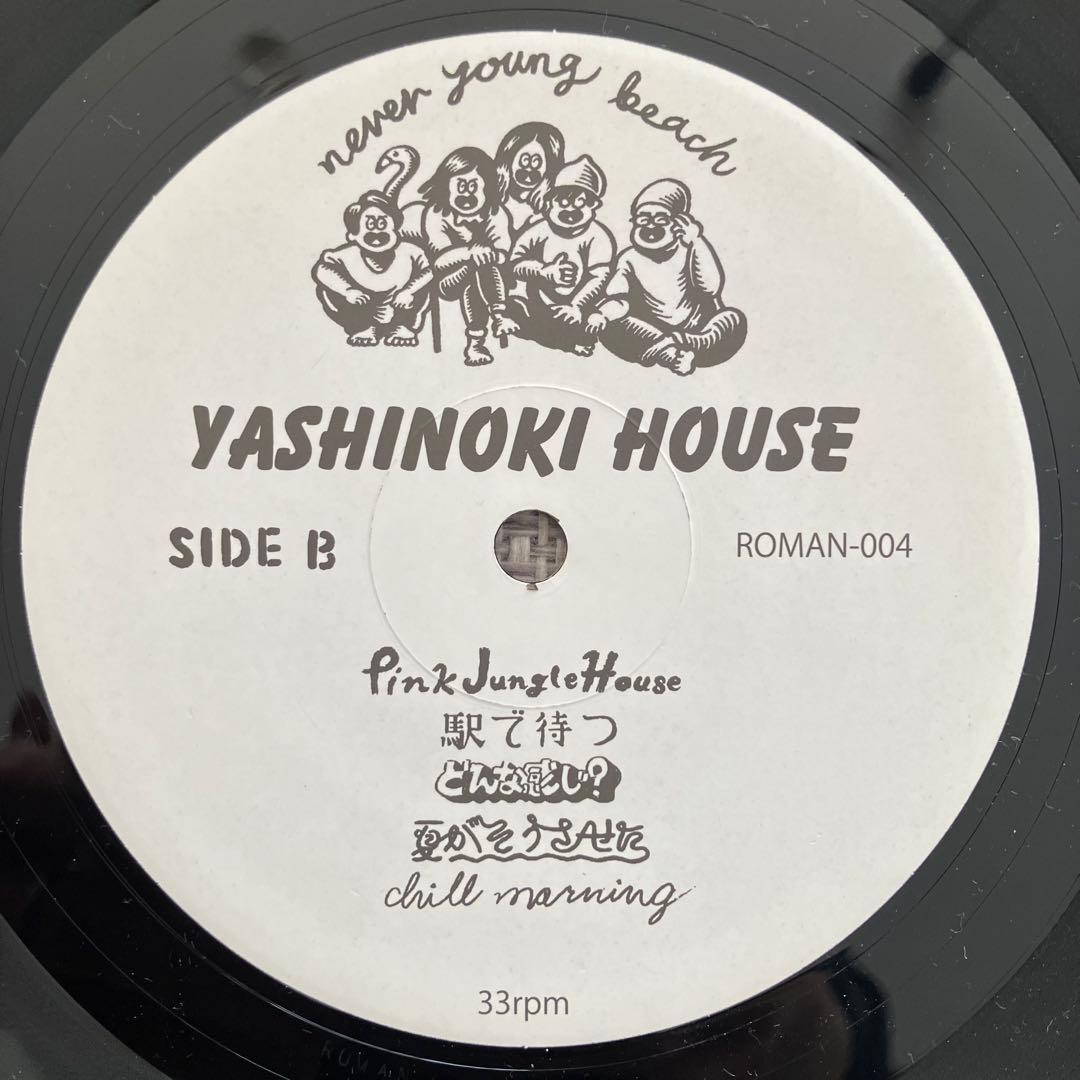 never young beach
YASHINOKI HOUSE
SIDE B
ROMAN-004
Pink Jungle House
駅で待つ
どんな感じ?
夏がそうさせた
chill morning
33rpm
ROMAN